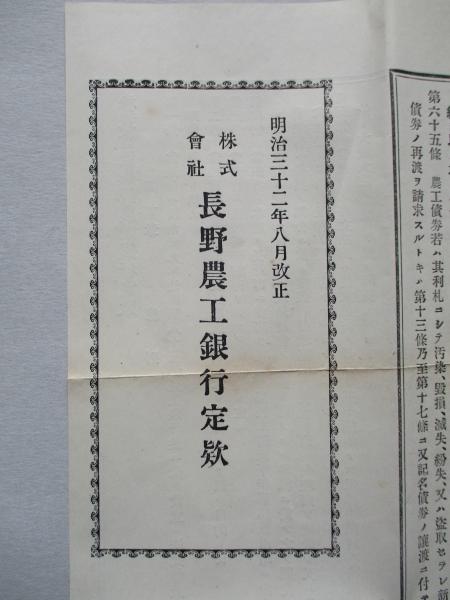 第六十五條 農工債券若ハ其利札ニシテ汚染、毀損、滅失、紛失、又ハ盜取セラレ
債券ノ再渡ヲ請求スルトキハ第十三條乃至第十七條ニ又記名債券ノ讓渡ニ付テ
明治三十二年八月改正
株式會社 長野農工銀行定款